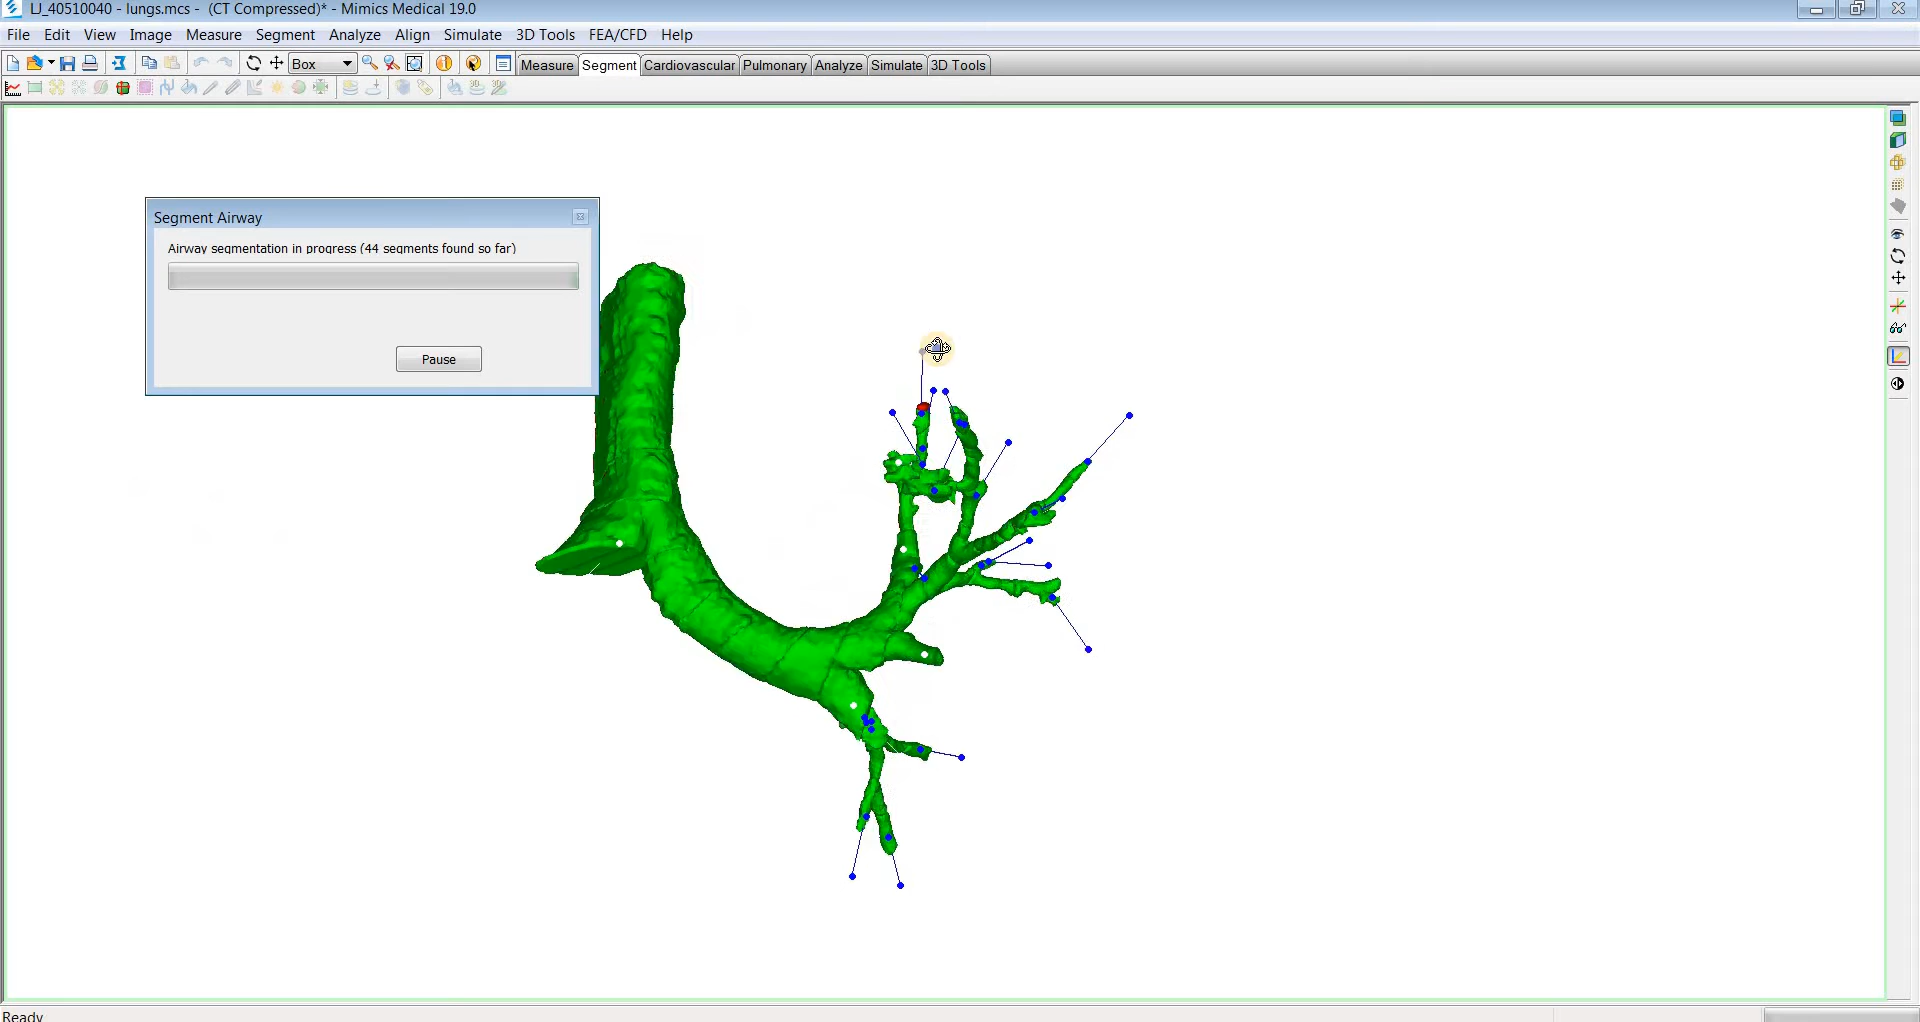 LJ_40510040 - lungs.mcs - (CT Compressed)* - Mimics Medical 19.0
File Edit View Image Measure Segment Analyze Align Simulate 3D Tools FEA/CFD Help
Box Measure Segment Cardiovascular Pulmonary Analyze Simulate 3D Tools
Segment Airway
Airway segmentation in progress (44 segments found so far)
Pause
Ready